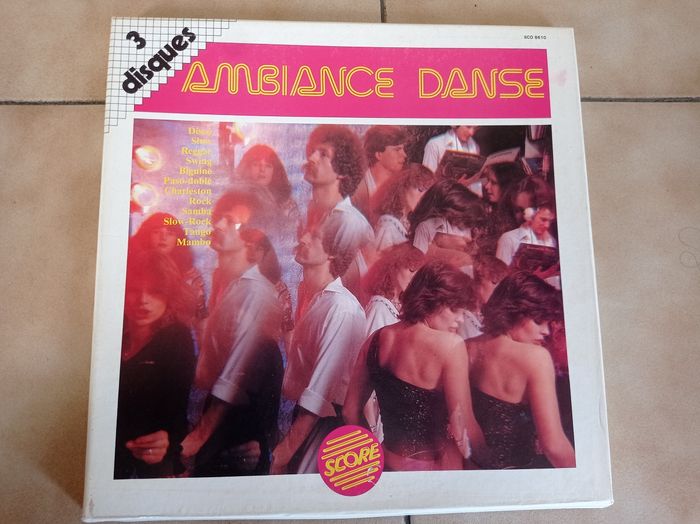 3
disques
SCO 6610
AMBIANCE DANSE
Disco
Slow
Reggae
Swing
Biguine
Paso-doble
Charleston
Rock
Samba
Slow-Rock
Tango
Mambo
SCORE